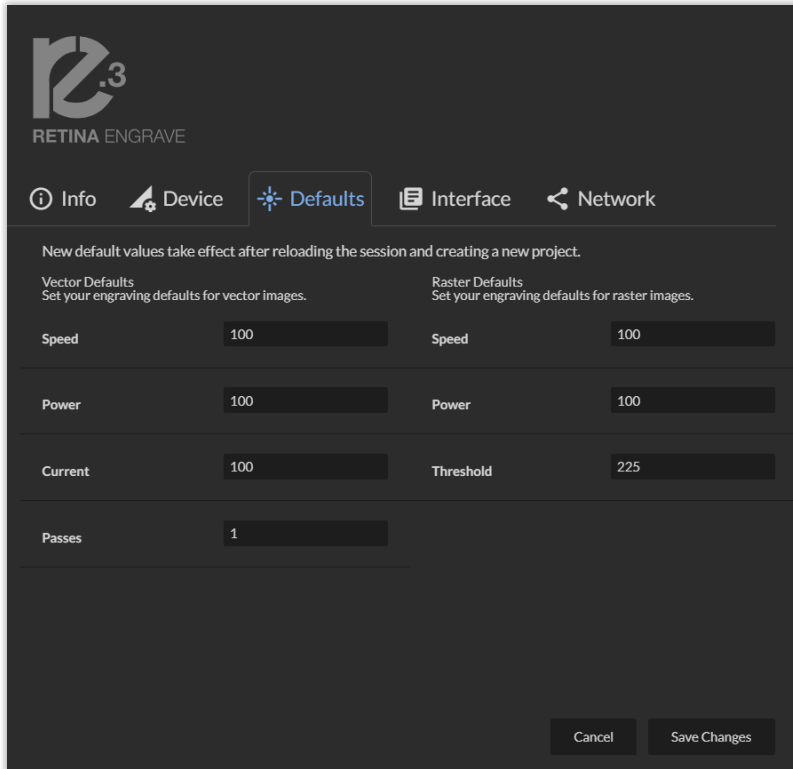 re.3
RETINA ENGRAVE
Info Device Defaults Interface Network
New default values take effect after reloading the session and creating a new project.
Vector Defaults
Set your engraving defaults for vector images.
Speed 100
Power 100
Current 100
Passes 1
Raster Defaults
Set your engraving defaults for raster images.
Speed 100
Power 100
Threshold 225
Cancel Save Changes